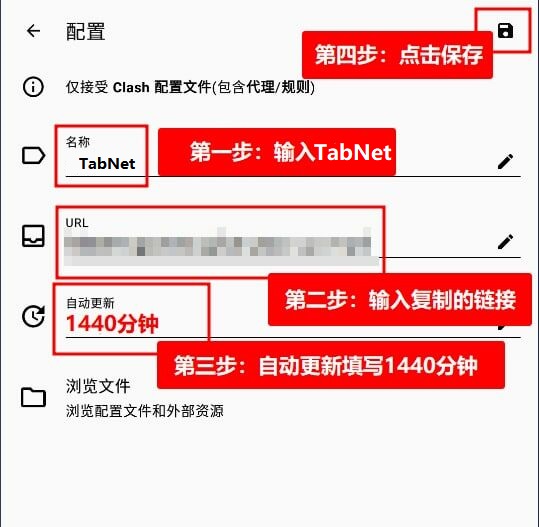 配置
第四步：点击保存
仅接受 Clash 配置文件(包含代理/规则)
名称
TabNet
第一步：输入TabNet
URL
第二步：输入复制的链接
自动更新
1440分钟
第三步：自动更新填写1440分钟
浏览文件
浏览配置文件和外部资源